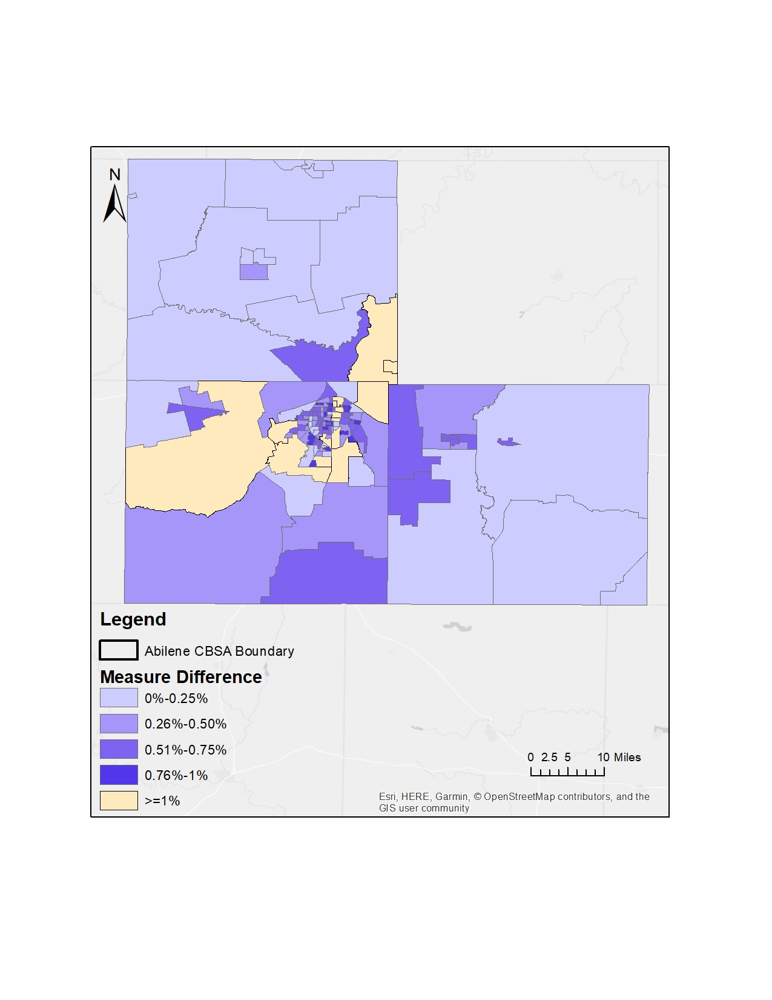 N
Legend
Abilene CBSA Boundary
Measure Difference
0%-0.25%
0.26%-0.50%
0.51%-0.75%
0.76%-1%
>=1%
0 2.5 5 10 Miles
Esri, HERE, Garmin, © OpenStreetMap contributors, and the
GIS user community